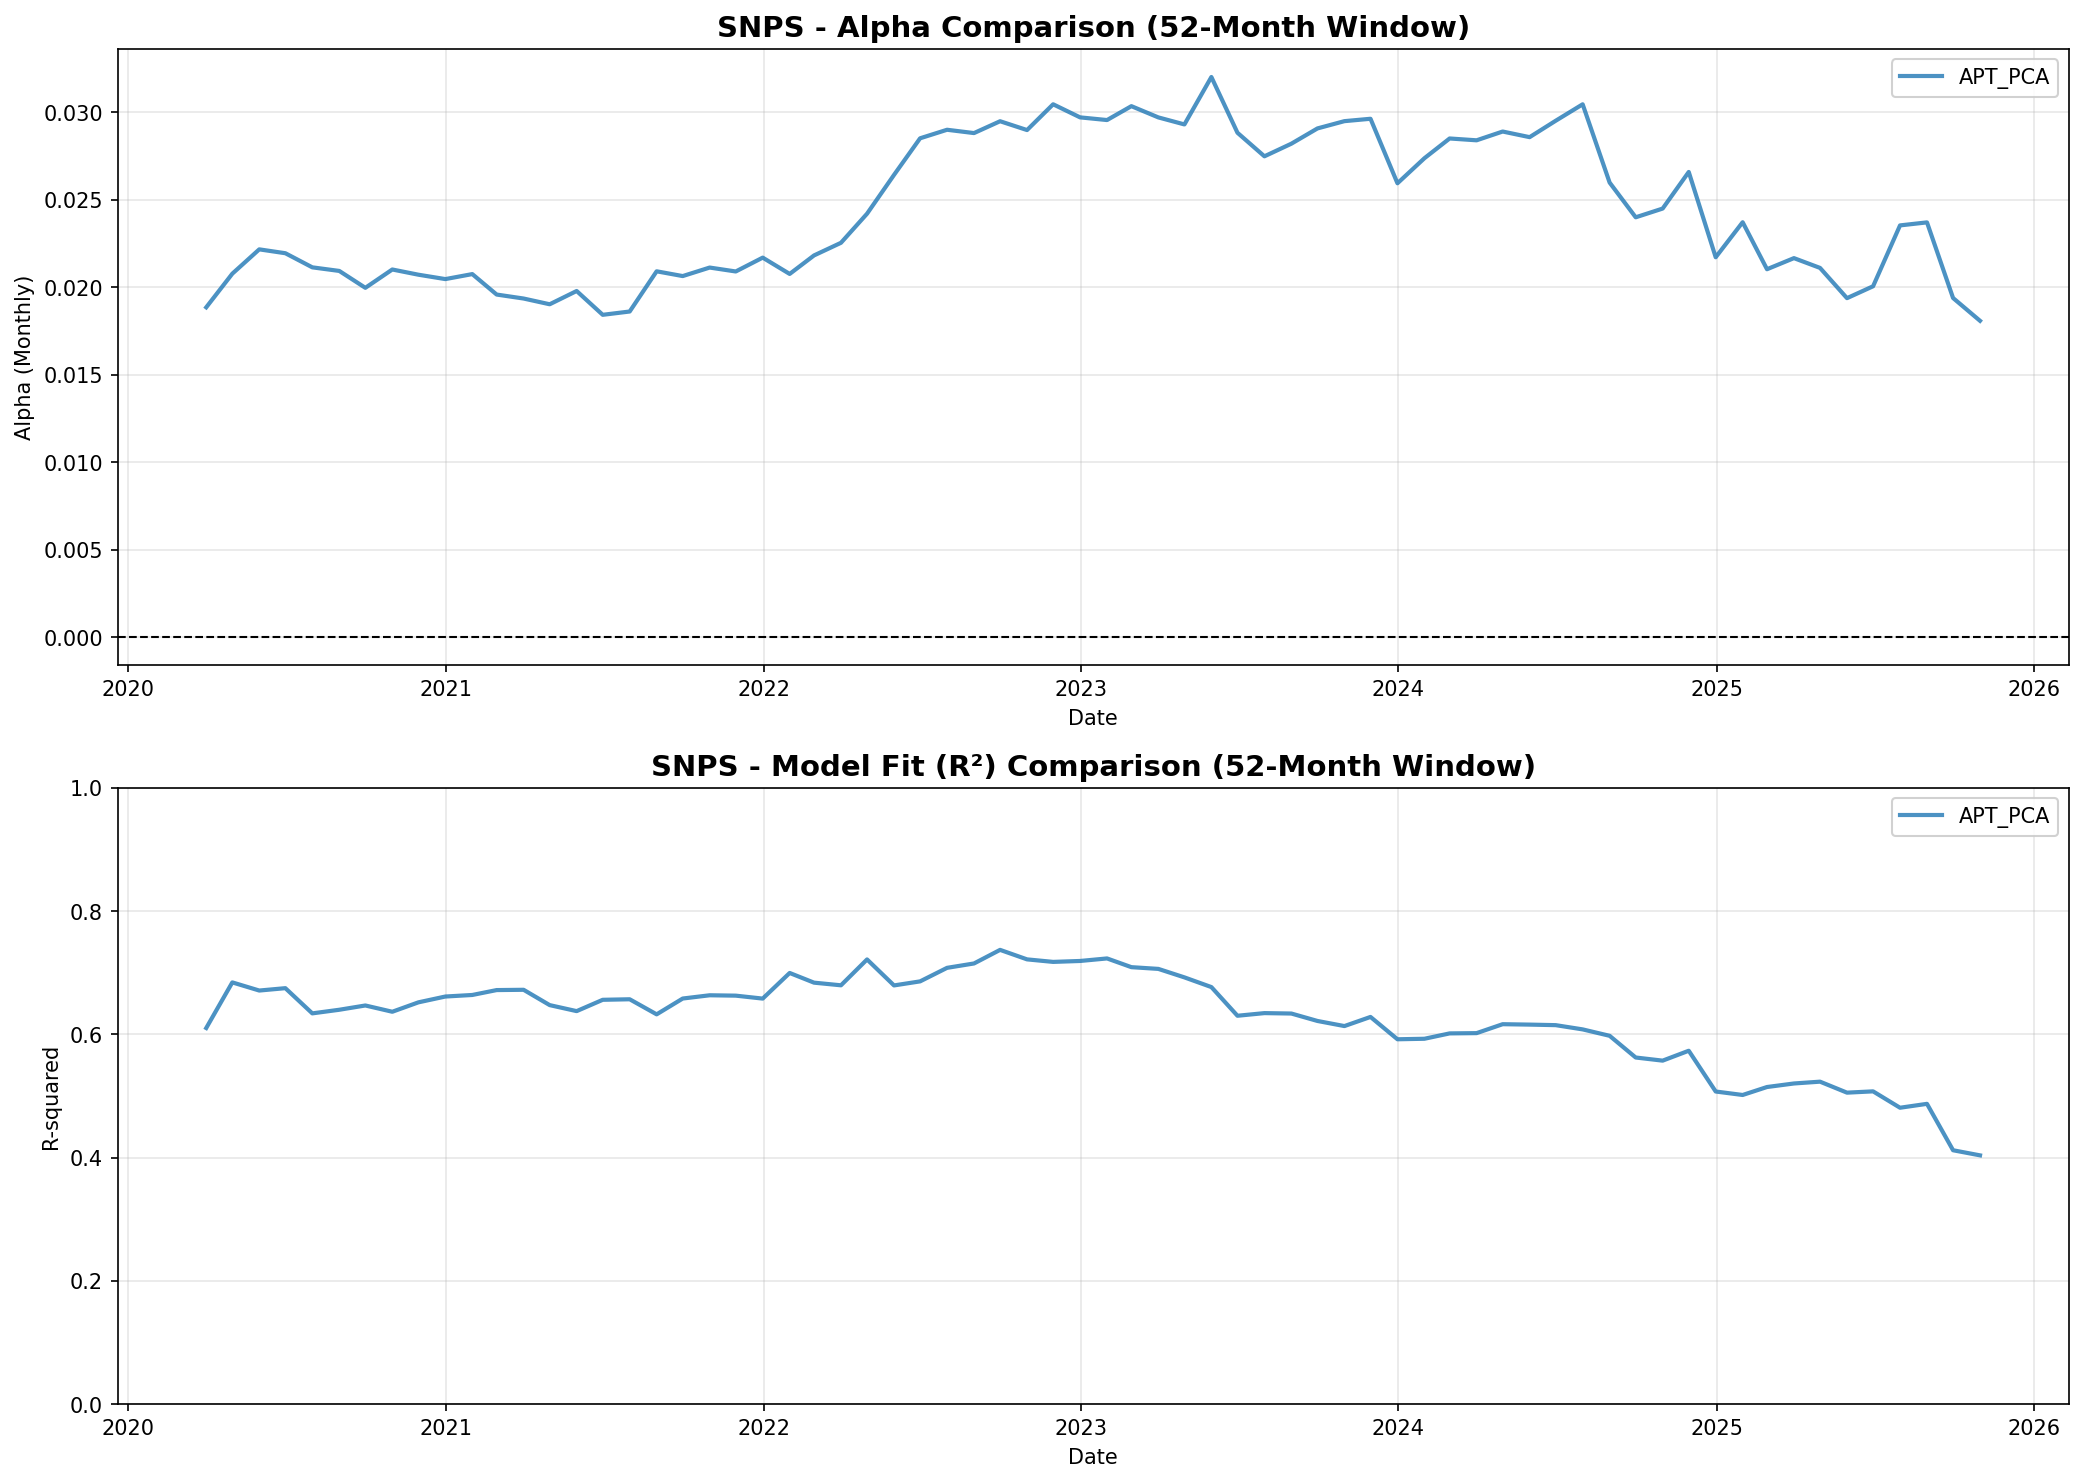 SNPS - Alpha Comparison (52-Month Window)
APT_PCA
0.030
0.025
0.020
0.015
0.010
0.005
0.000
Alpha (Monthly)
2020 2021 2022 2023 2024 2025 2026
Date
SNPS - Model Fit (R²) Comparison (52-Month Window)
APT_PCA
1.0
0.8
0.6
0.4
0.2
0.0
R-squared
2020 2021 2022 2023 2024 2025 2026
Date